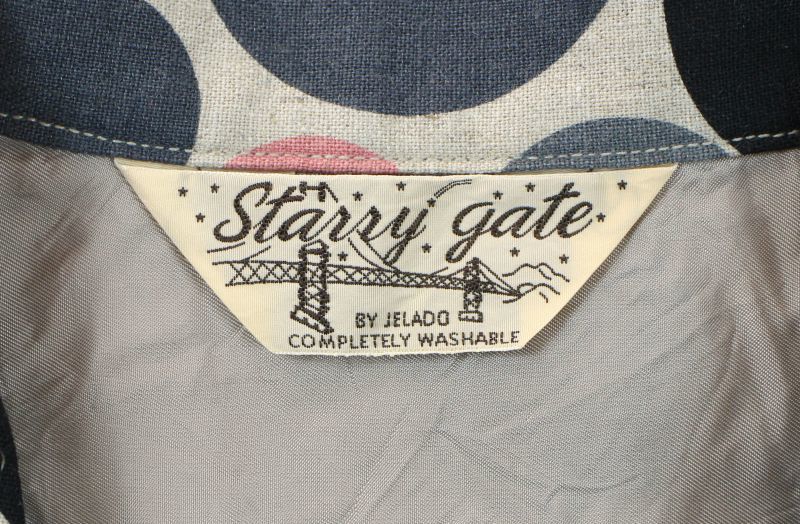 Starry gate
BY JELADO
COMPLETELY WASHABLE